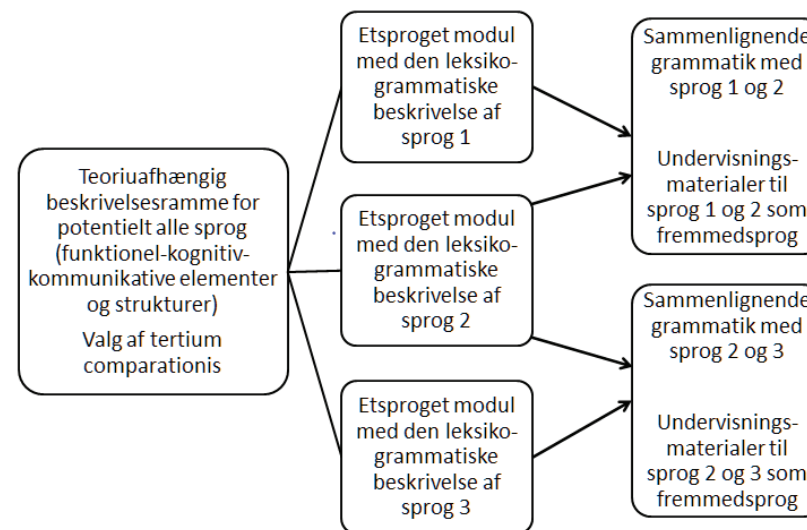 Teoriuafhængig
beskrivelsesramme for
potentielt alle sprog
(funktionel-kognitiv-
kommunikative elementer
og strukturer)
Valg af tertium
comparationis
Etsproget modul
med den leksiko-
grammatiske
beskrivelse af
sprog 1
Etsproget modul
med den leksiko-
grammatiske
beskrivelse af
sprog 2
Etsproget modul
med den leksiko-
grammatiske
beskrivelse af
sprog 3
Sammenlignende
grammatik med
sprog 1 og 2
Undervisnings-
materialer til
sprog 1 og 2 som
fremmedsprog
Sammenlignende
grammatik med
sprog 2 og 3
Undervisnings-
materialer til
sprog 2 og 3 som
fremmedsprog